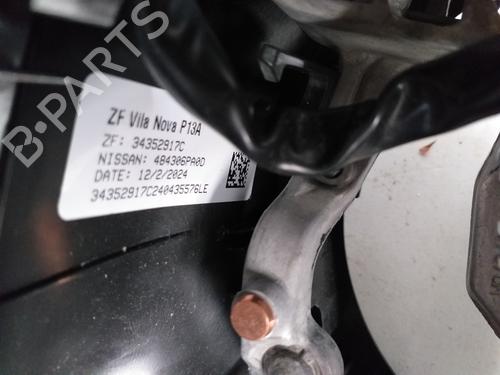 B-PARTS
ZF Vila Nova P13A
ZF: 34352917C
NISSAN: 484306PA0D
DATE: 12/2/2024
34352917C240435576LE